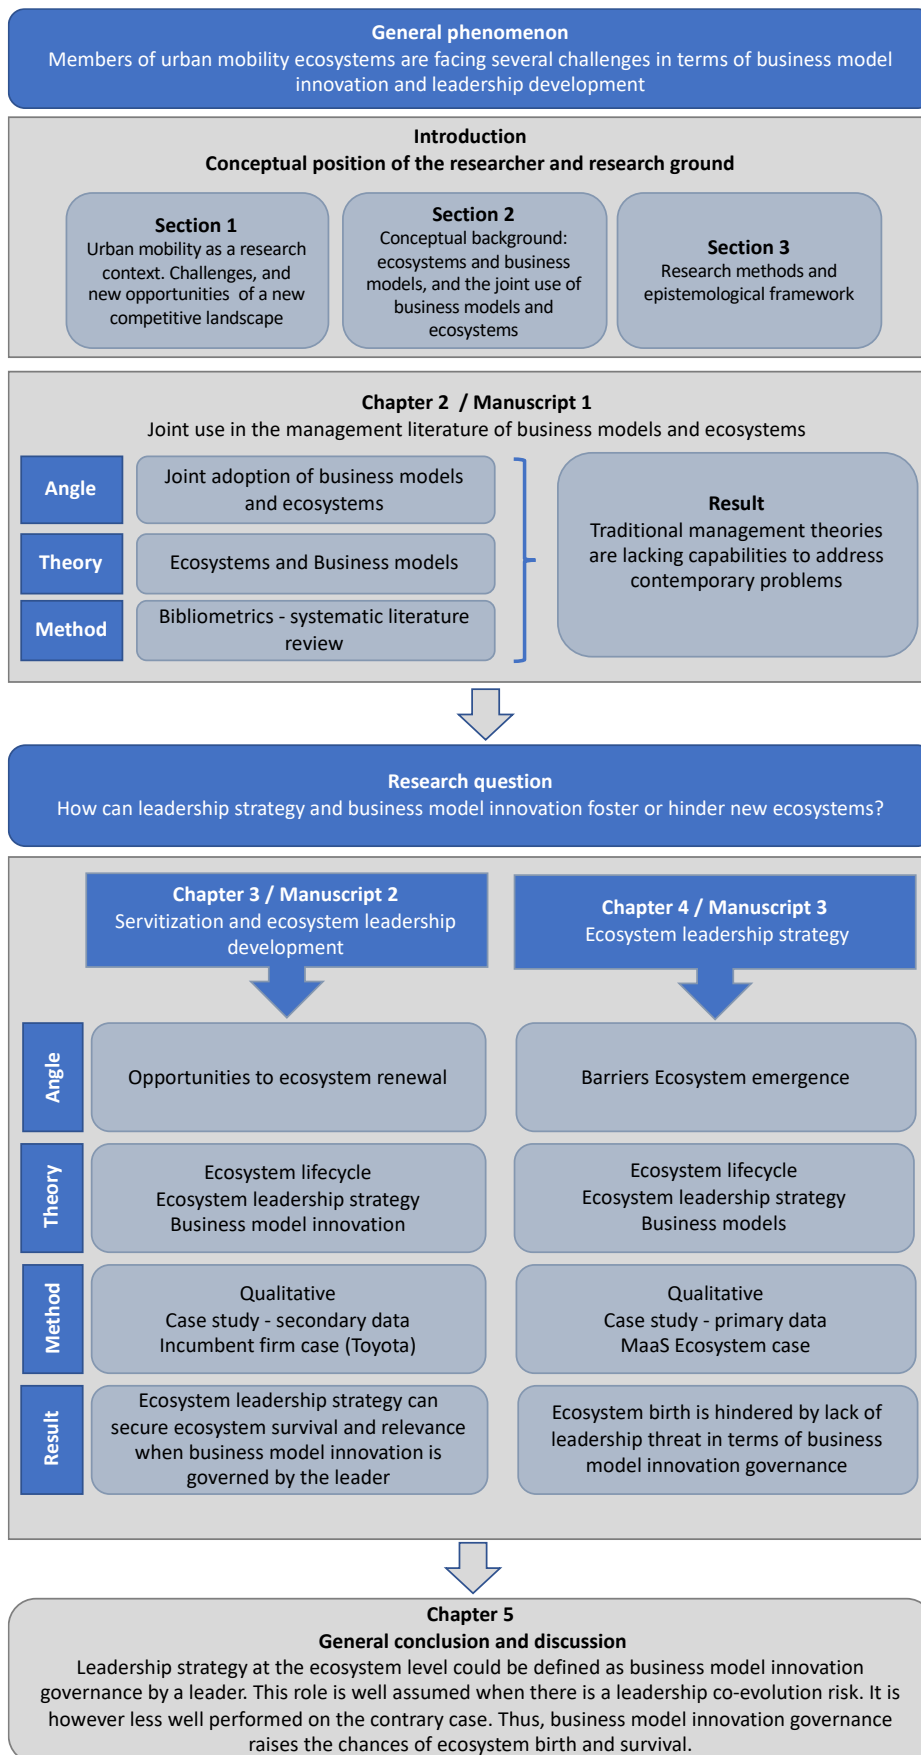 General phenomenon
Members of urban mobility ecosystems are facing several challenges in terms of business model
innovation and leadership development
Introduction
Conceptual position of the researcher and research ground
Section 1
Urban mobility as a research
context. Challenges, and
new opportunities of a new
competitive landscape
Section 2
Conceptual background:
ecosystems and business
models, and the joint use of
business models and
ecosystems
Section 3
Research methods and
epistemological framework
Chapter 2 / Manuscript 1
Joint use in the management literature of business models and ecosystems
Angle
Joint adoption of business models
and ecosystems
Theory
Ecosystems and Business models
Method
Bibliometrics - systematic literature
review
Result
Traditional management theories
are lacking capabilities to address
contemporary problems
Research question
How can leadership strategy and business model innovation foster or hinder new ecosystems?
Chapter 3 / Manuscript 2
Servitization and ecosystem leadership
development
Chapter 4 / Manuscript 3
Ecosystem leadership strategy
Angle
Opportunities to ecosystem renewal
Barriers Ecosystem emergence
Theory
Ecosystem lifecycle
Ecosystem leadership strategy
Business model innovation
Ecosystem lifecycle
Ecosystem leadership strategy
Business models
Method
Qualitative
Case study - secondary data
Incumbent firm case (Toyota)
Qualitative
Case study - primary data
MaaS Ecosystem case
Result
Ecosystem leadership strategy can
secure ecosystem survival and relevance
when business model innovation is
governed by the leader
Ecosystem birth is hindered by lack of
leadership threat in terms of business
model innovation governance
Chapter 5
General conclusion and discussion
Leadership strategy at the ecosystem level could be defined as business model innovation
governance by a leader. This role is well assumed when there is a leadership co-evolution risk. It is
however less well performed on the contrary case. Thus, business model innovation governance
raises the chances of ecosystem birth and survival.